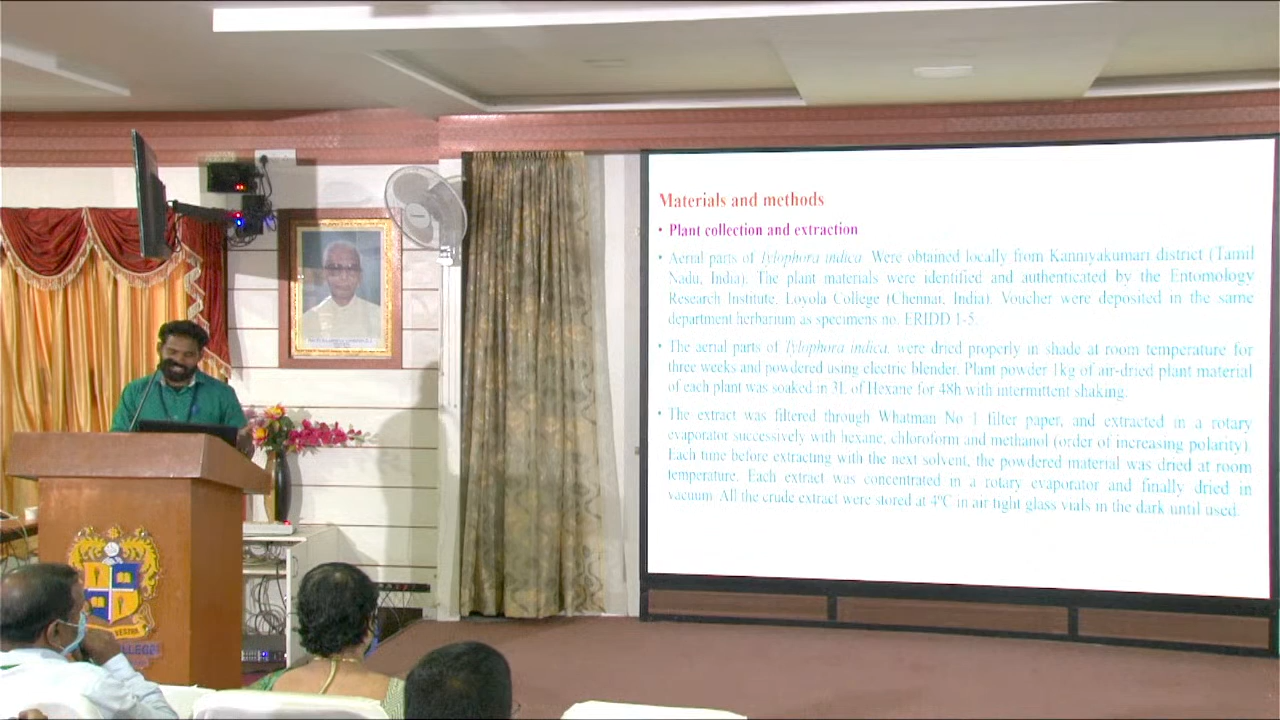 Materials and methods
• Plant collection and extraction
• Aerial parts of Tylophora indica. Were obtained locally from Kanniyakumari district (Tamil
Nadu, India). The plant materials were identified and authenticated by the Entomology
Research Institute, Loyola College (Chennai, India). Voucher were deposited in the same
department herbarium as specimens no. ERIDD 1-5.
• The aerial parts of Tylophora indica, were dried properly in shade at room temperature for
three weeks and powdered using electric blender. Plant powder 1kg of air-dried plant material
of each plant was soaked in 3L of Hexane for 48h with intermittent shaking.
• The extract was filtered through Whatman No 1 filter paper, and extracted in a rotary
evaporator successively with hexane, chloroform and methanol (order of increasing polarity).
Each time before extracting with the next solvent, the powdered material was dried at room
temperature. Each extract was concentrated in a rotary evaporator and finally dried in
vacuum. All the crude extract were stored at 4ºC in air tight glass vials in the dark until used.